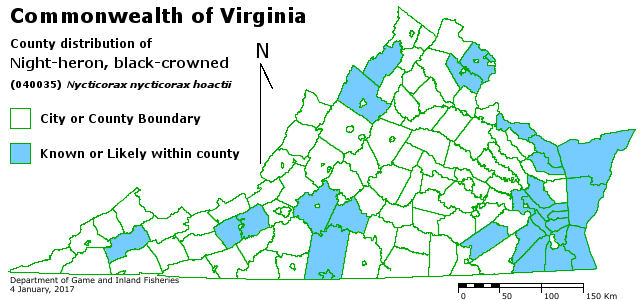 Commonwealth of Virginia
County distribution of
Night-heron, black-crowned
(040035) Nycticorax nycticorax hoactii
N
City or County Boundary
Known or Likely within county
Department of Game and Inland Fisheries
4 January, 2017
0 50 100 150 Km